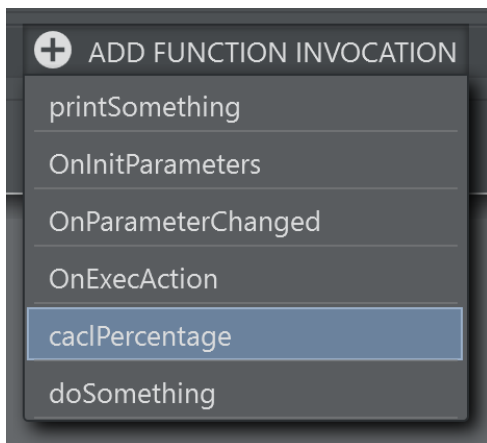 ADD FUNCTION INVOCATION
printSomething
OnInitParameters
OnParameterChanged
OnExecAction
caclPercentage
doSomething